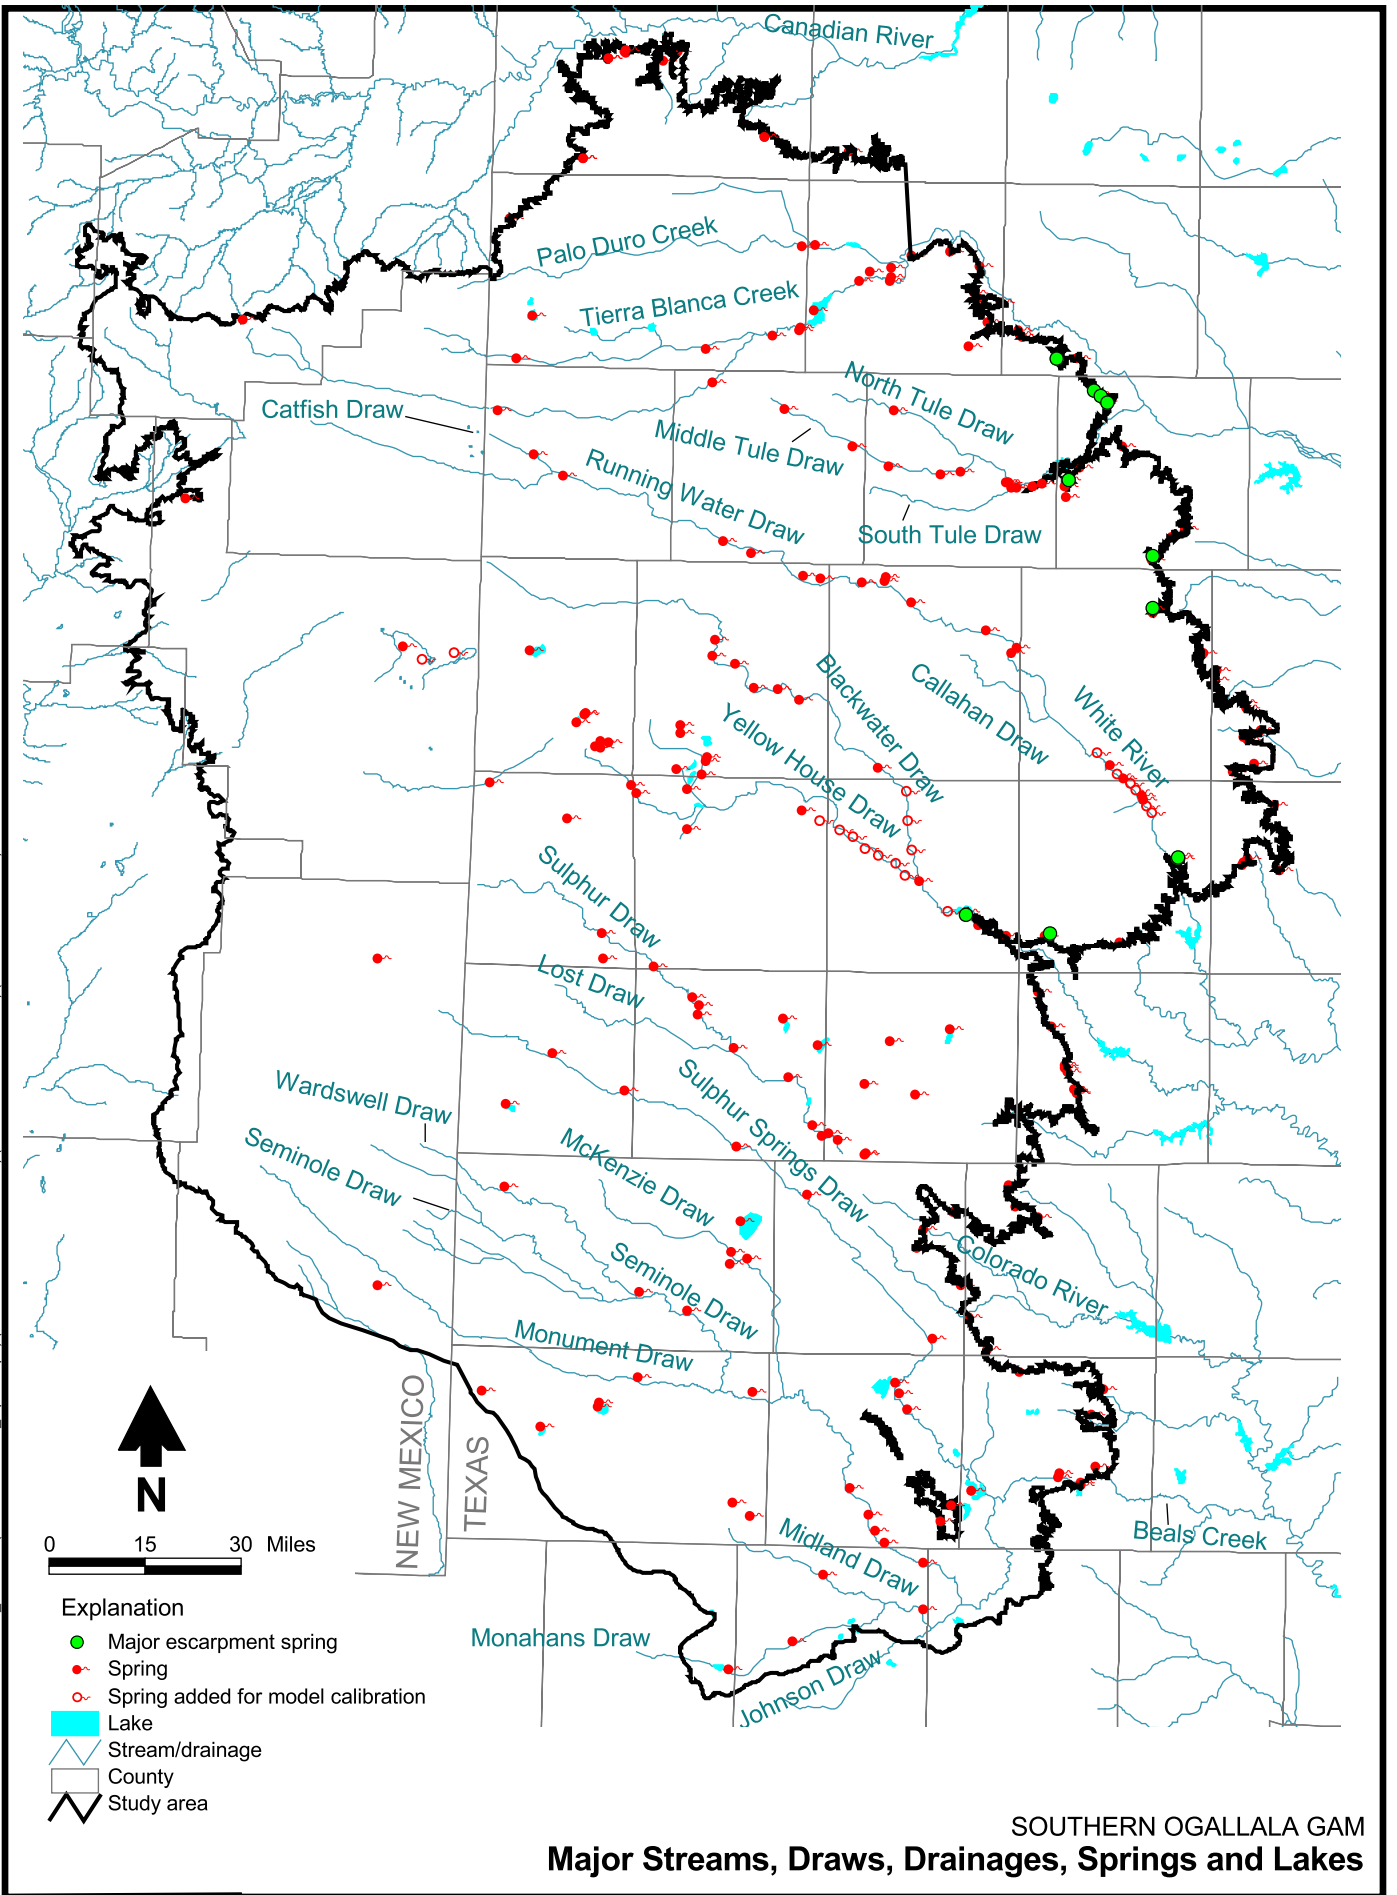 Canadian River
Palo Duro Creek
Tierra Blanca Creek
North Tule Draw
Catfish Draw
Middle Tule Draw
Running Water Draw
South Tule Draw
Blackwater Draw
Callahan Draw
White River
Yellow House Draw
Sulphur Draw
Lost Draw
Wardswell Draw
Sulphur Springs Draw
Seminole Draw
McKenzie Draw
Seminole Draw
Colorado River
Monument Draw
NEW MEXICO
TEXAS
N
Midland Draw
Beals Creek
0 15 30 Miles
Monahans Draw
Johnson Draw
Explanation
Major escarpment spring
Spring
Spring added for model calibration
Lake
Stream/drainage
County
Study area
SOUTHERN OGALLALA GAM
Major Streams, Draws, Drainages, Springs and Lakes